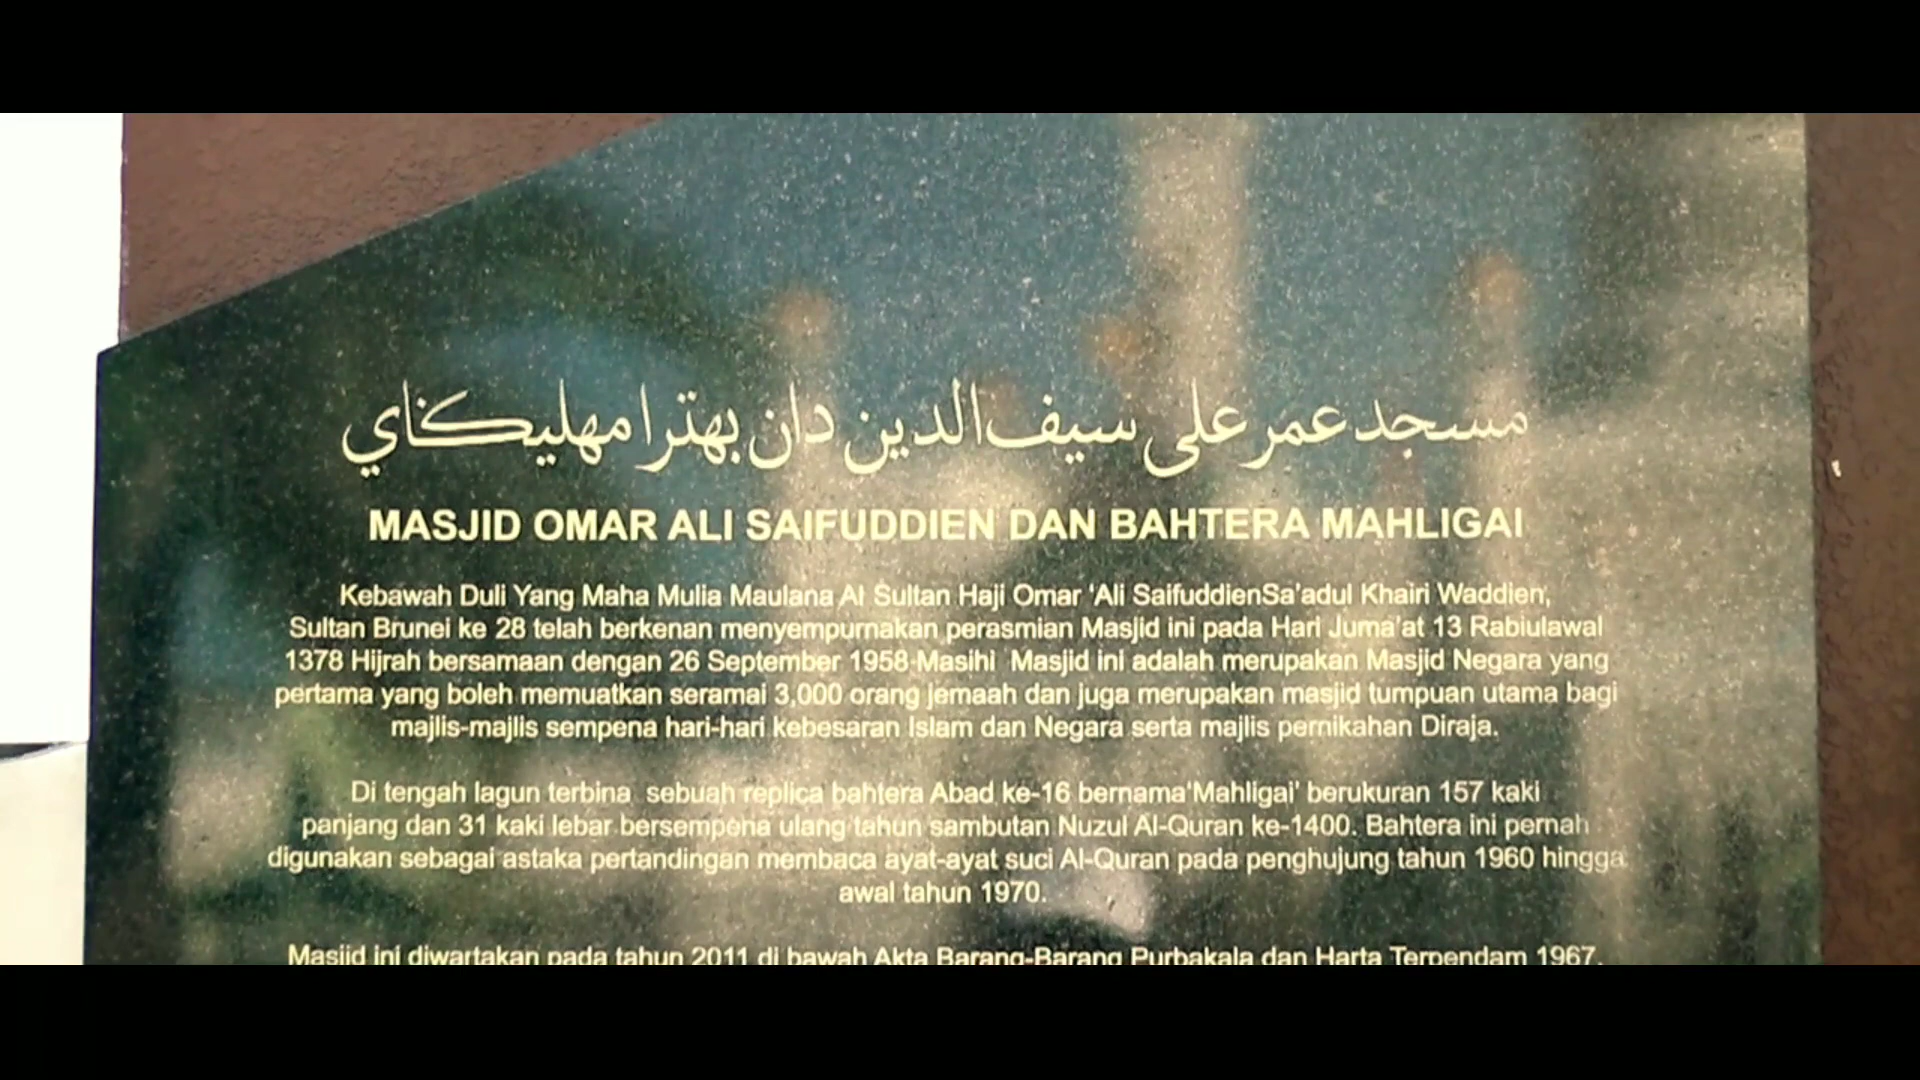 مسجد عمر على سيف الدين دان بهترا مهليڬاي
MASJID OMAR ALI SAIFUDDIEN DAN BAHTERA MAHLIGAI
Kebawah Duli Yang Maha Mulia Maulana Al Sultan Haji Omar ‘Ali SaifuddienSa’adul Khairi Waddien,
Sultan Brunei ke 28 telah berkenan menyempurnakan perasmian Masjid ini pada Hari Juma’at 13 Rabiulawal
1378 Hijrah bersamaan dengan 26 September 1958 Masihi Masjid ini adalah merupakan Masjid Negara yang
pertama yang boleh memuatkan seramai 3,000 orang jemaah dan juga merupakan masjid tumpuan utama bagi
majlis-majlis sempena hari-hari kebesaran Islam dan Negara serta majlis pernikahan Diraja.
Di tengah lagun terbina sebuah replica bahtera Abad ke-16 bernama‘Mahligai’ berukuran 157 kaki
panjang dan 31 kaki lebar bersempena ulang tahun sambutan Nuzul Al-Quran ke-1400. Bahtera ini pernah
digunakan sebagai astaka pertandingan membaca ayat-ayat suci Al-Quran pada penghujung tahun 1960 hingga
awal tahun 1970.
Masjid ini diwartakan pada tahun 2011 di bawah Akta Barang-Barang Purbakala dan Harta Terpendam 1967.